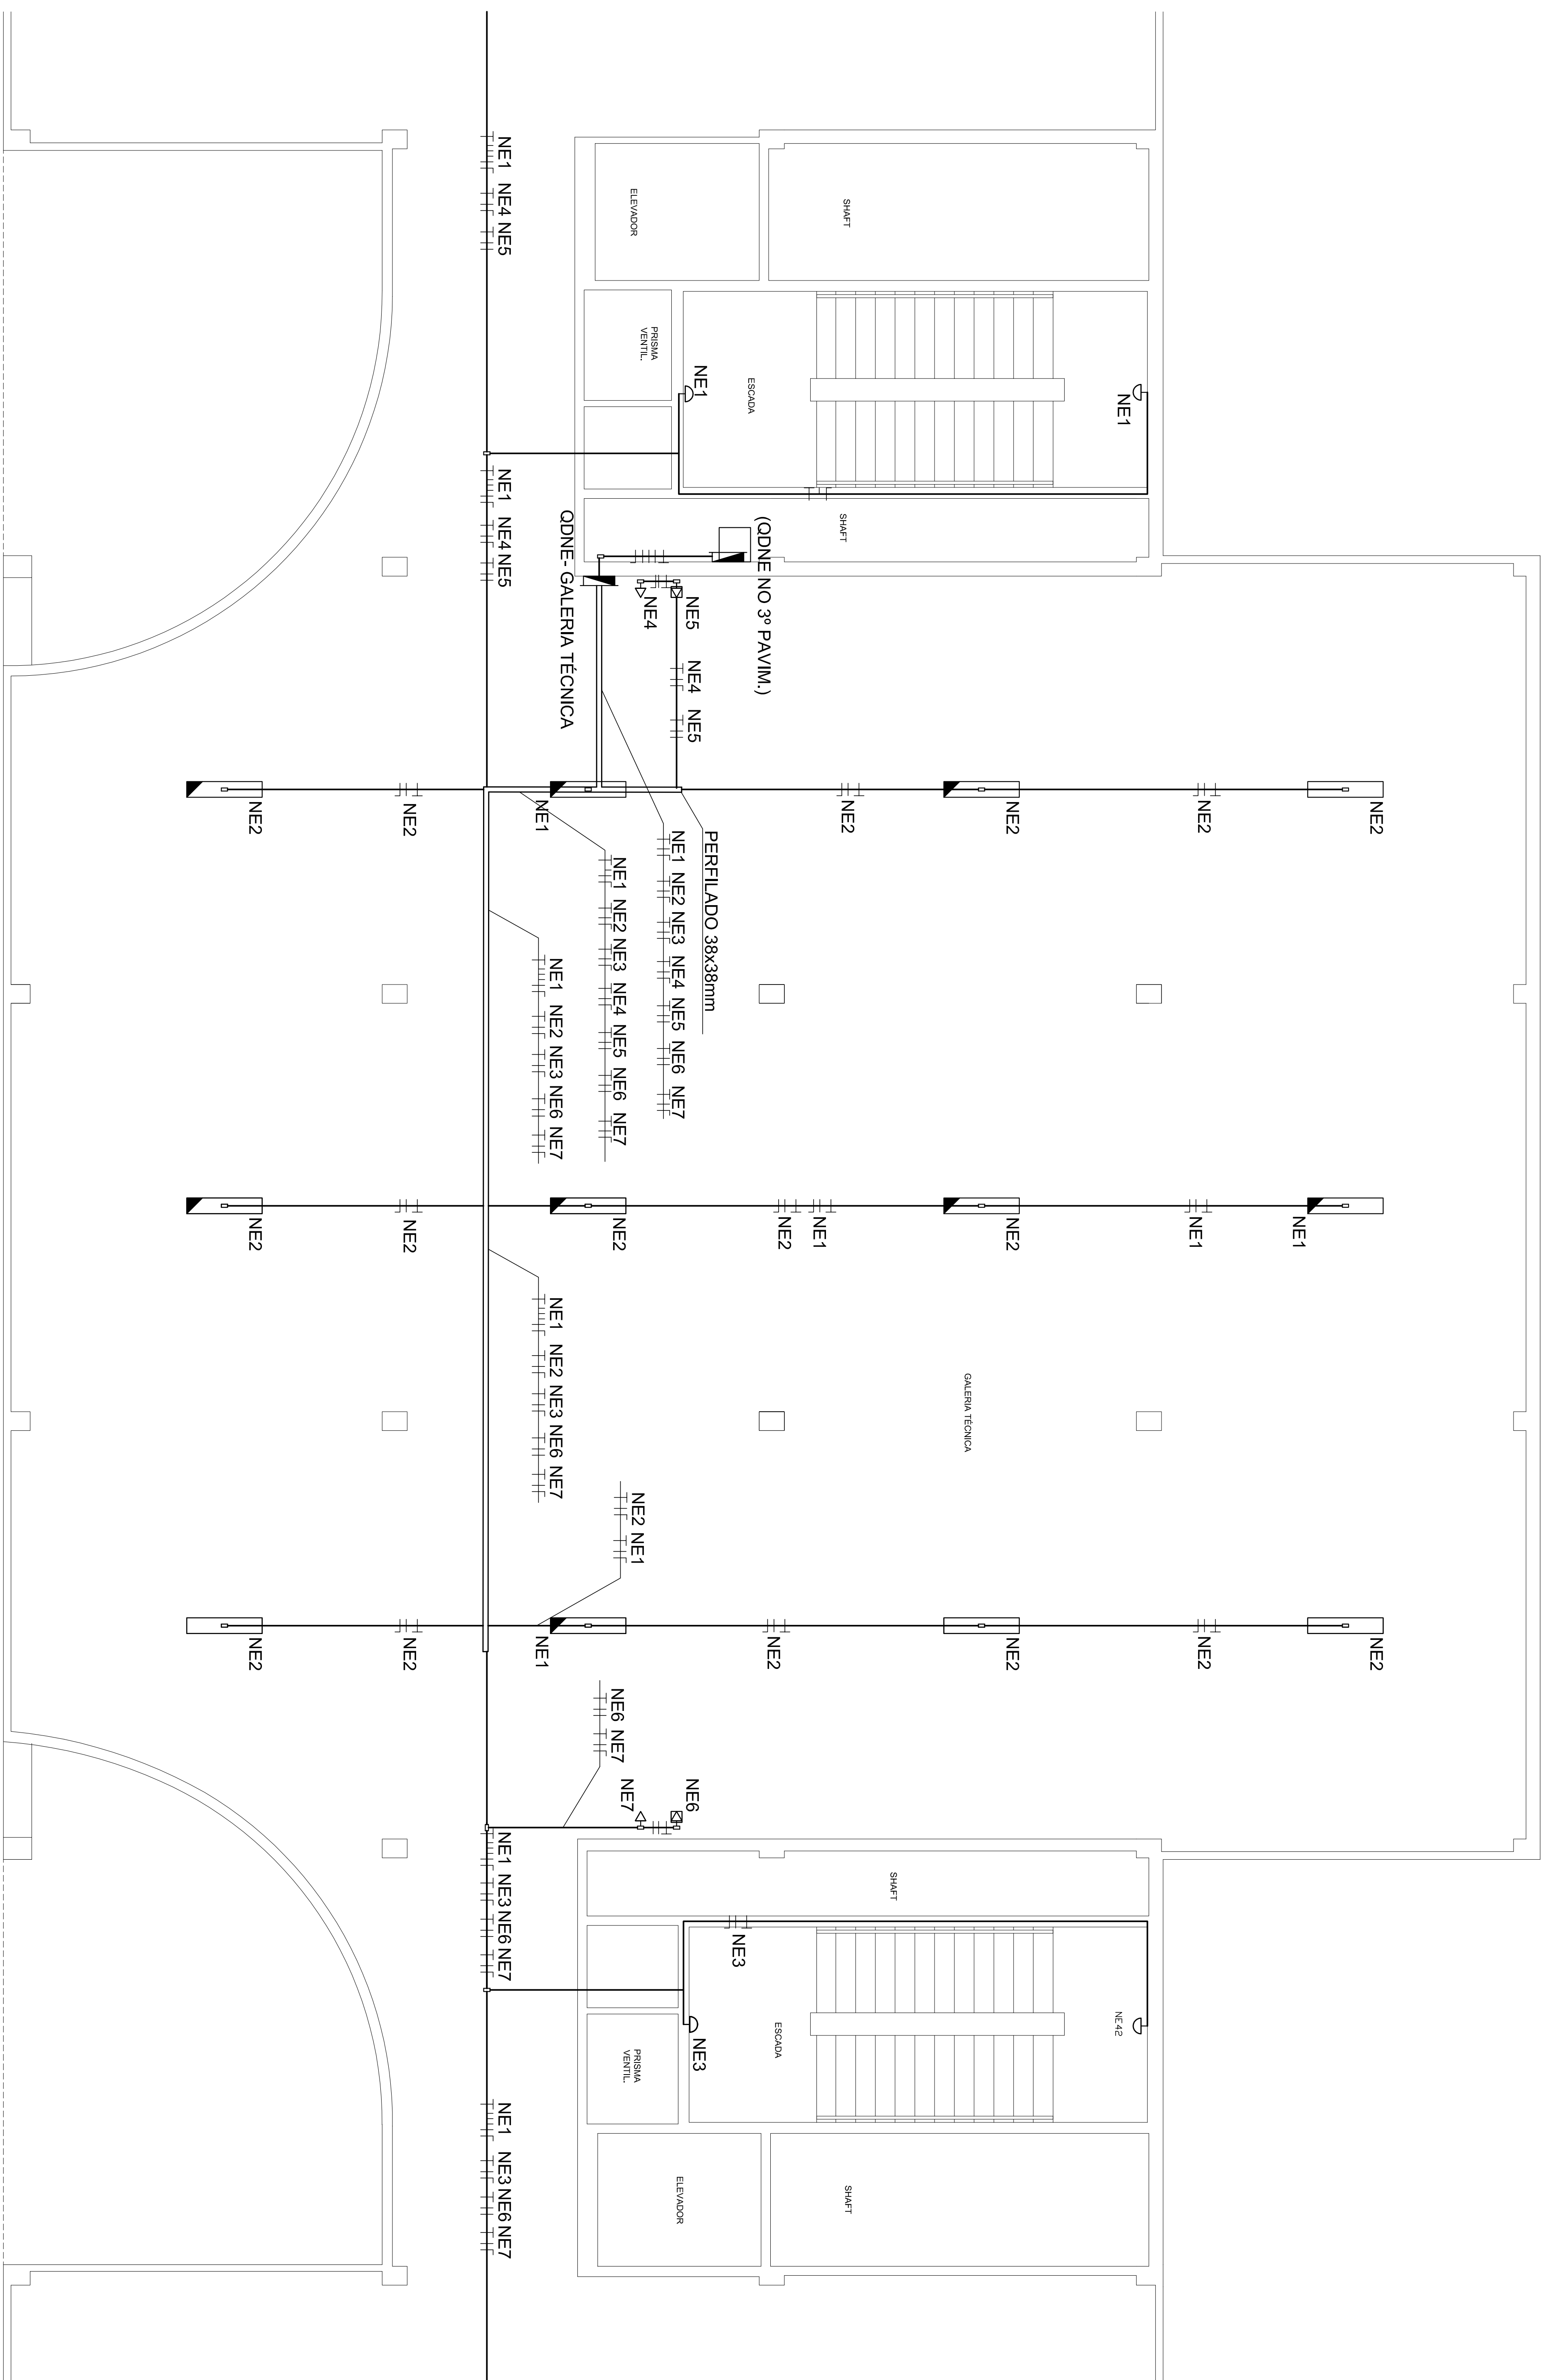 NE2
NE1
NE2
NE2
NE1
NE2
NE1
NE42
NE2
NE2
NE2
GALERIA TÉCNICA
SHAFT
SHAFT
SHAFT
SHAFT
NE2
NE1
NE2
NE2
ESCADA
ESCADA
(QDNE NO 3º PAVIM.)
NE3
PERFILADO 38x38mm
NE1
NE3
NE5
NE4 NE5
NE6
NE1 NE2 NE3 NE4 NE5 NE6 NE7
ELEVADOR
PRISMA
VENTIL.
NE4
NE2 NE1
PRISMA
VENTIL.
ELEVADOR
NE7
NE1 NE2 NE3 NE4 NE5 NE6 NE7
NE2
NE6 NE7
QDNE- GALERIA TÉCNICA
NE1 NE2 NE3 NE6 NE7
NE1 NE2 NE3 NE6 NE7
NE1
NE1
NE1 NE4 NE5
NE1 NE4 NE5
NE1 NE3 NE6 NE7
NE1 NE3 NE6 NE7
NE2
NE2
NE2
NE2
NE2
NE2